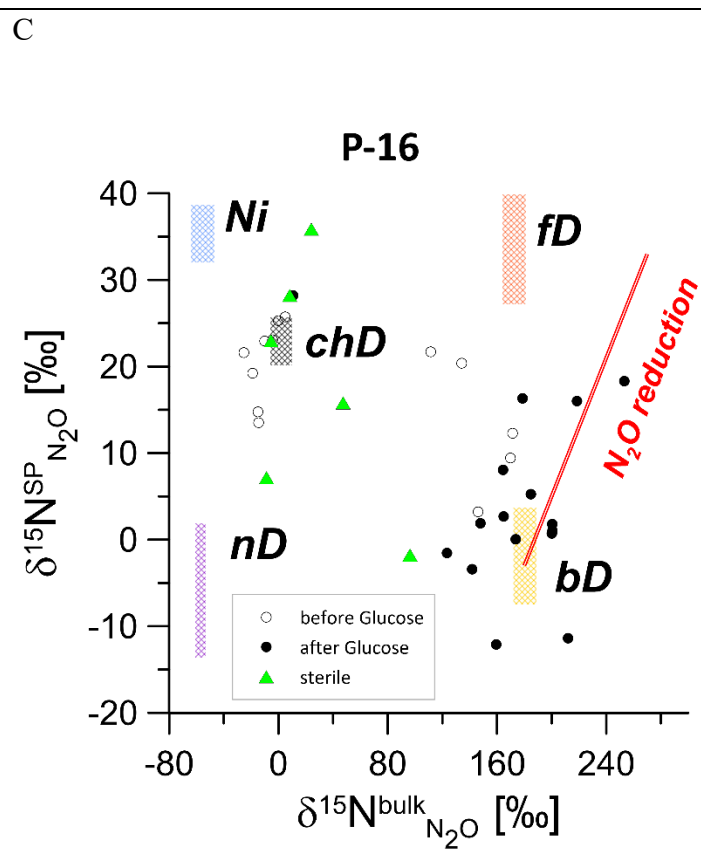 C
P-16
40
30
20
10
0
-10
-20
-80
0
80
160
240
δ15NSPN2O [‰]
δ15NbulkN2O [‰]
Ni
fD
chD
nD
bD
N2O reduction
before Glucose
after Glucose
sterile